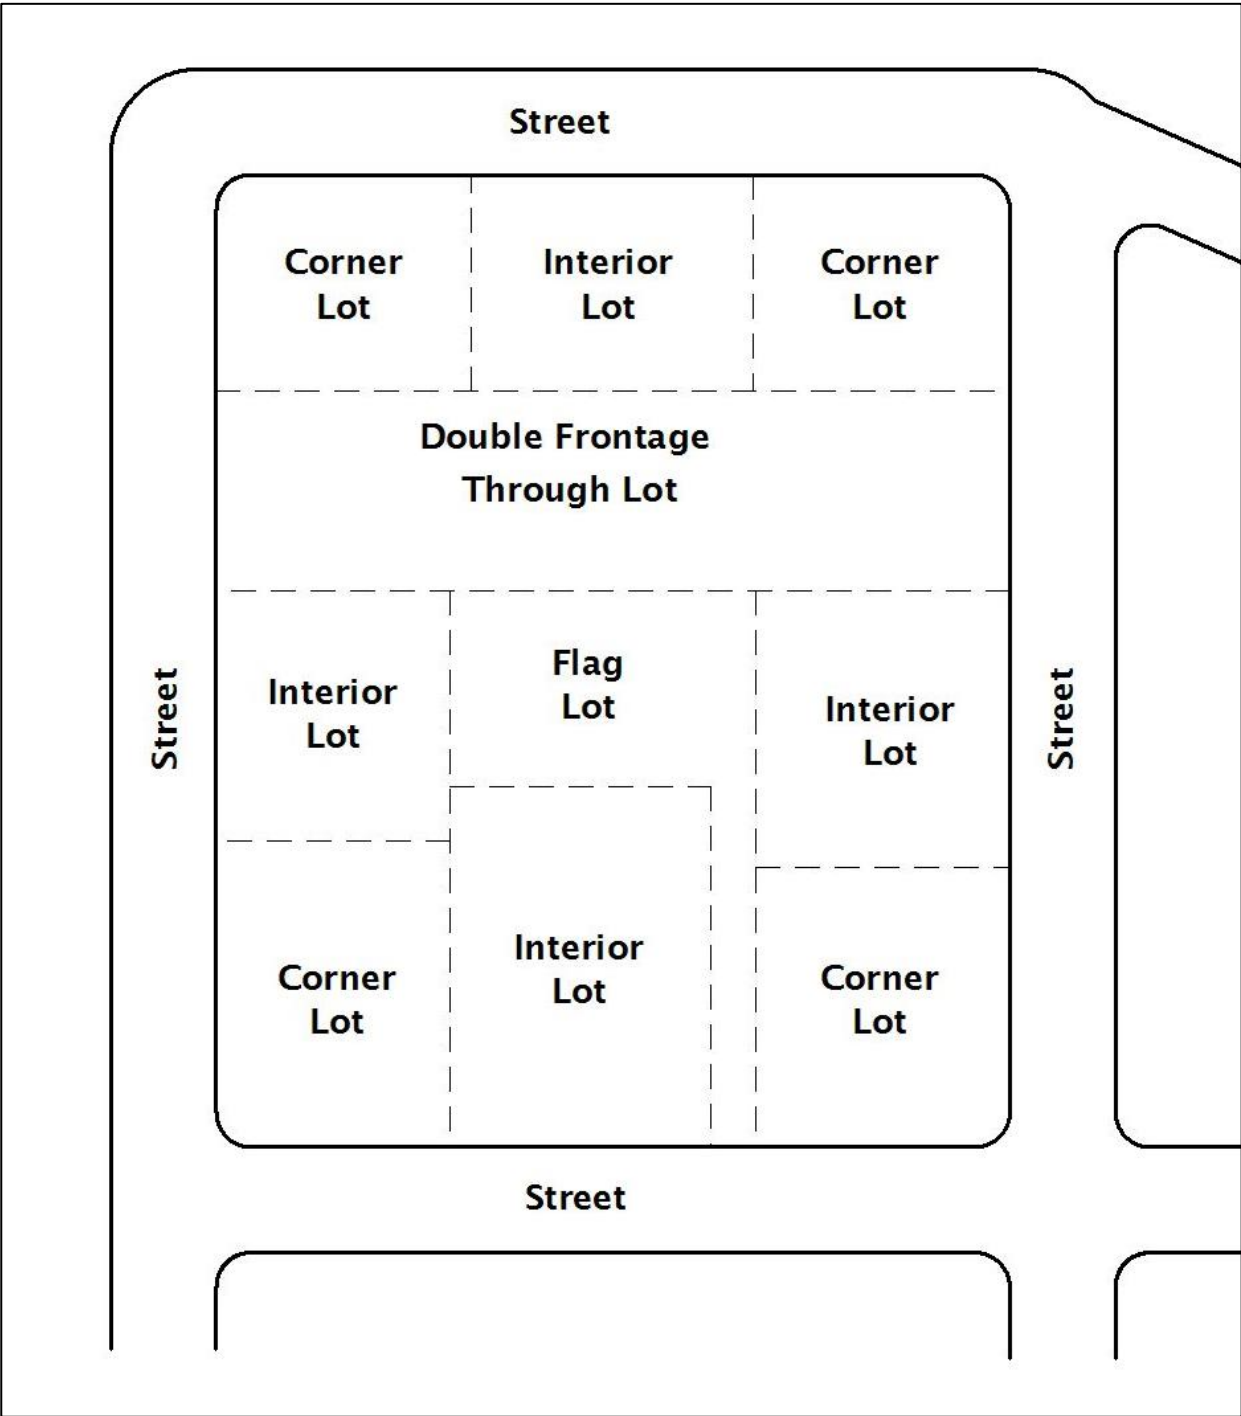 Street
Corner
Lot
Interior
Lot
Corner
Lot
Double Frontage
Through Lot
Street
Interior
Lot
Flag
Lot
Interior
Lot
Street
Corner
Lot
Interior
Lot
Corner
Lot
Street